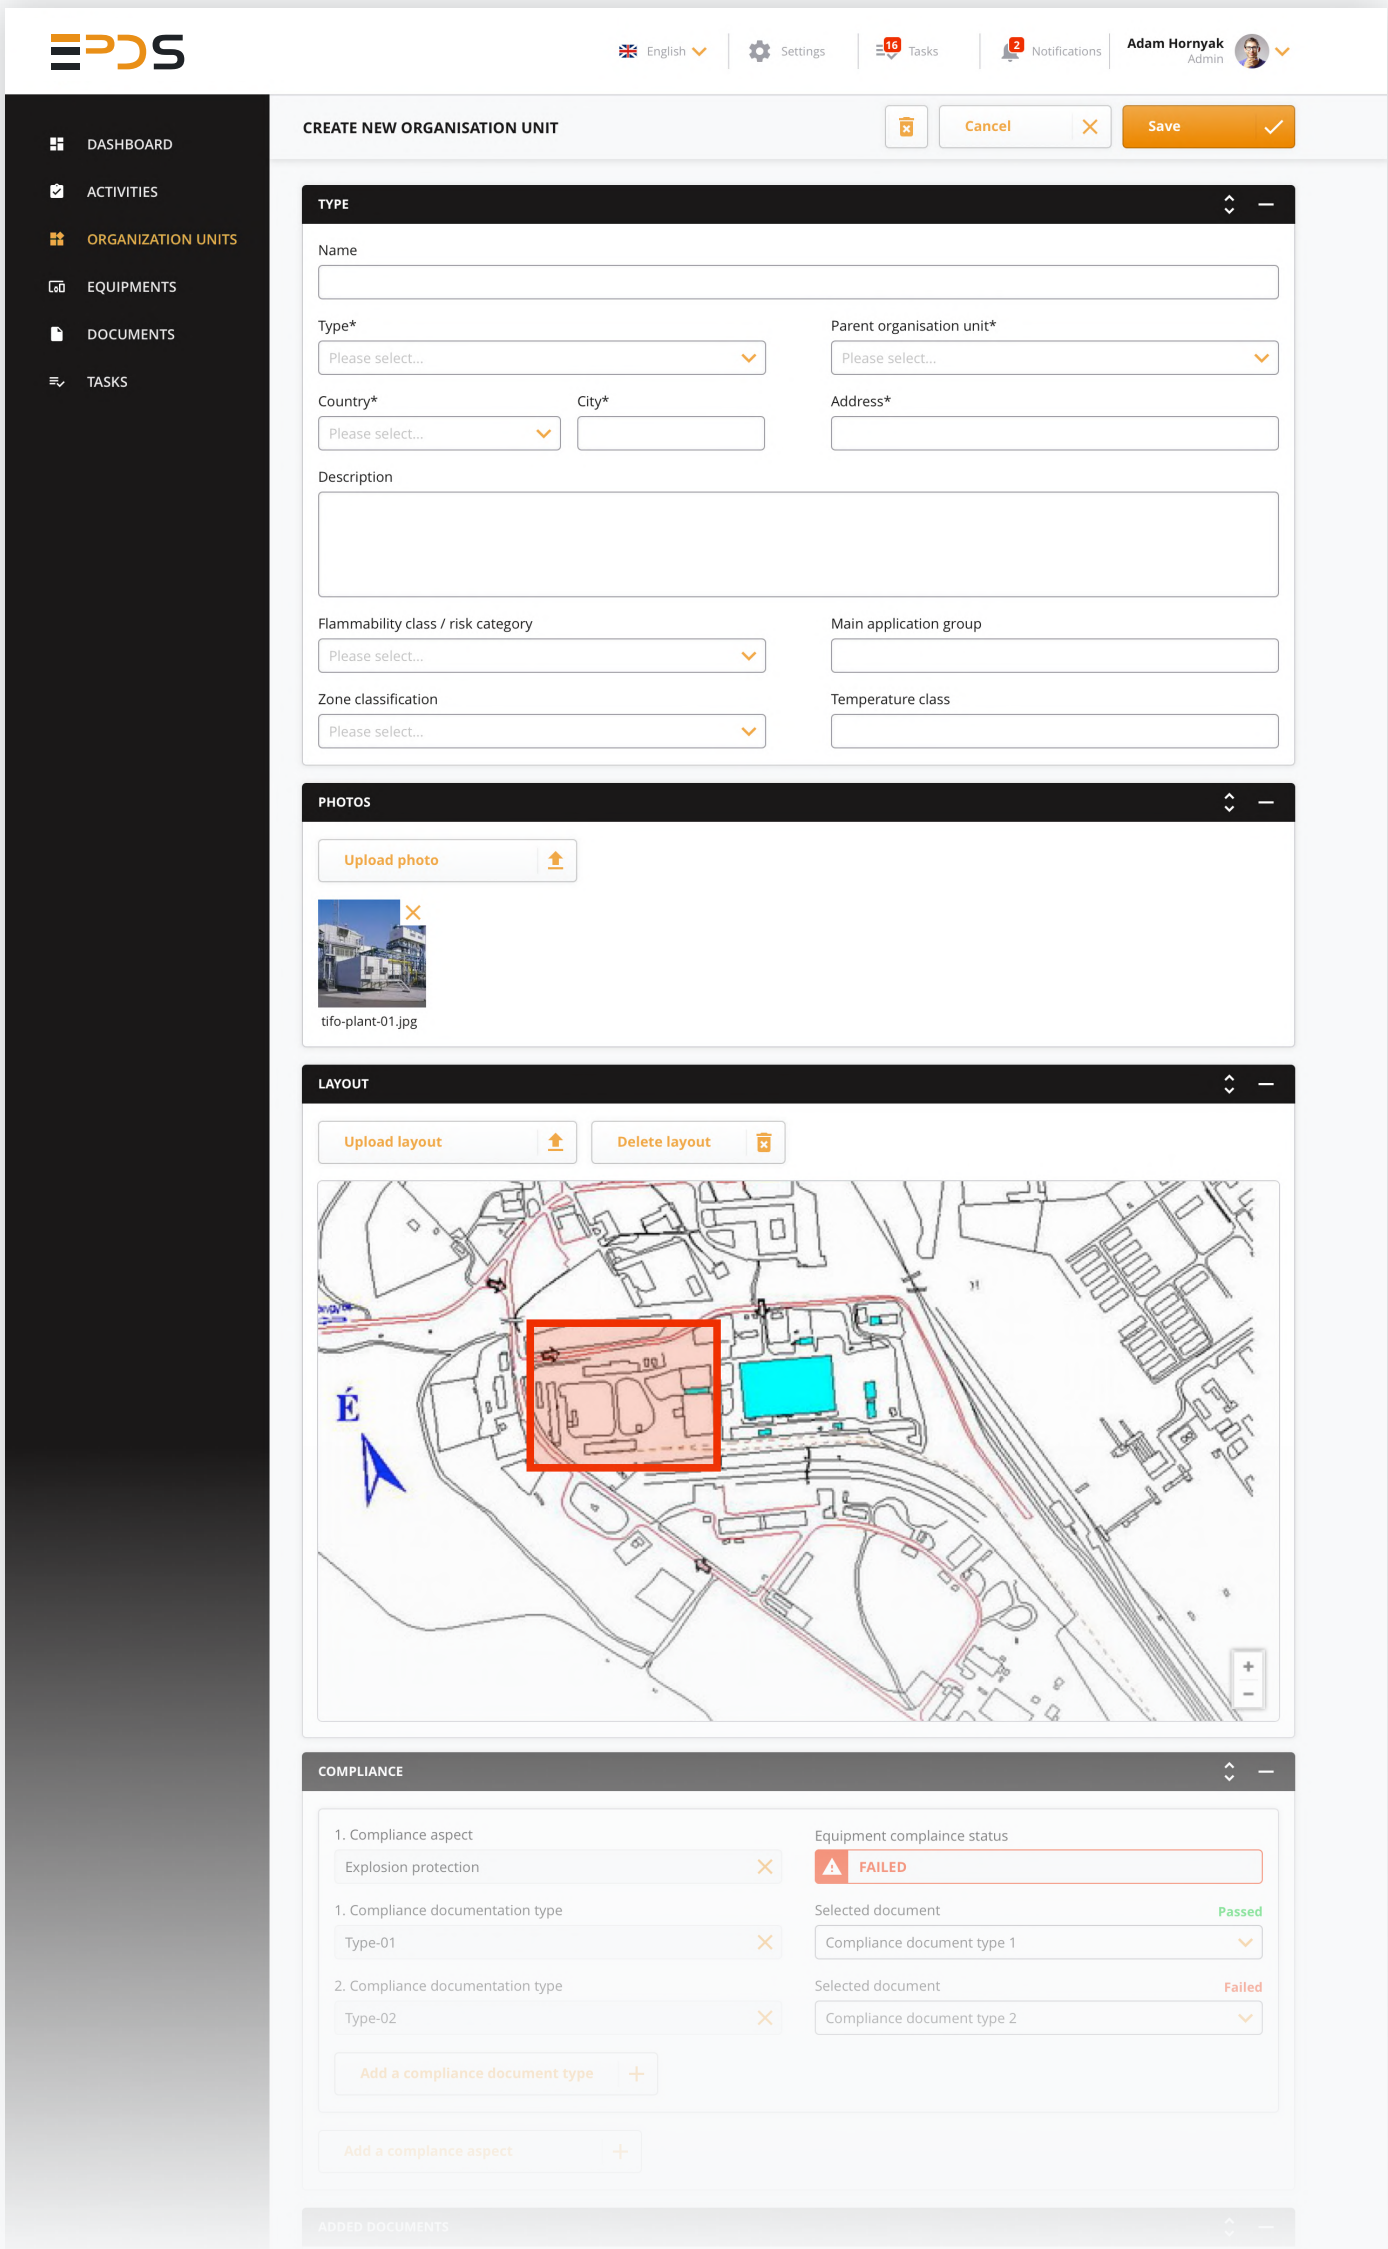 EPDS
English
Settings
16
Tasks
2
Notifications
Adam Hornyak
Admin
DASHBOARD
ACTIVITIES
ORGANIZATION UNITS
EQUIPMENTS
DOCUMENTS
TASKS
CREATE NEW ORGANISATION UNIT
Cancel
Save
TYPE
Name
Type*
Parent organisation unit*
Please select...
Please select...
Country*
City*
Address*
Please select...
Description
Flammability class / risk category
Main application group
Please select...
Zone classification
Temperature class
Please select...
PHOTOS
Upload photo
tifo-plant-01.jpg
LAYOUT
Upload layout
Delete layout
É
+
−
COMPLIANCE
1. Compliance aspect
Equipment complaince status
Explosion protection
FAILED
1. Compliance documentation type
Selected document
Passed
Type-01
Compliance document type 1
2. Compliance documentation type
Selected document
Failed
Type-02
Compliance document type 2
Add a compliance document type
Add a complance aspect
ADDED DOCUMENTS